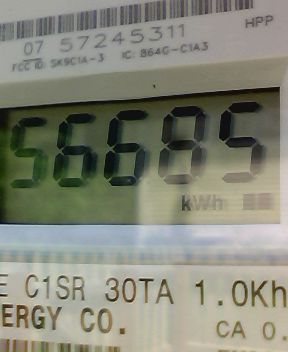 07 57245311
HPP
FCC ID: SK9C1A-3 IC: 864G-C1A3
56685
kWh
E C1SR 30TA 1.0Kh
ERGY CO.
CA 0.